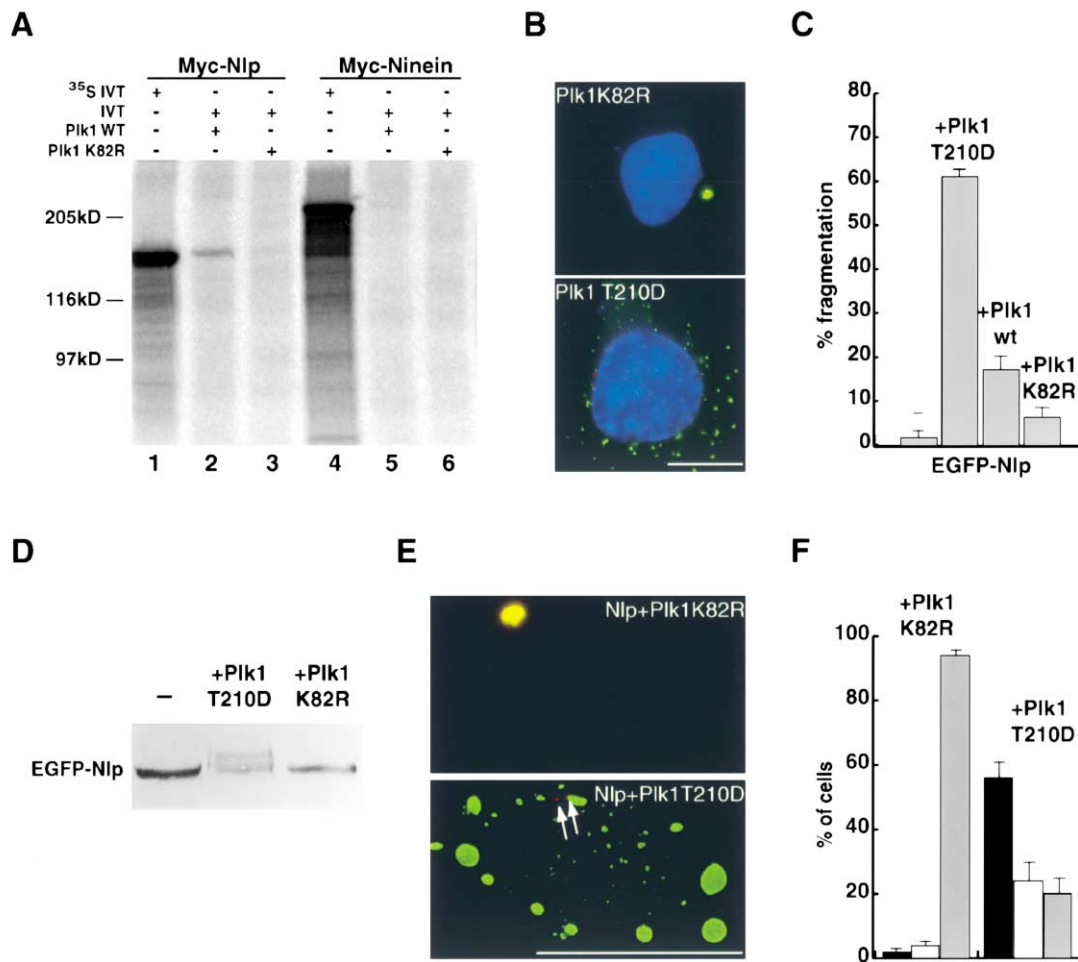 A
Myc-Nlp Myc-Ninein
35S IVT + - - + - -
IVT - + + - + +
Plk1 WT - + - - + -
Plk1 K82R - - + - - +
205kD
116kD
97kD
1 2 3 4 5 6
B
Plk1K82R
Plk1 T210D
C
% fragmentation
80
70
60
50
40
30
20
10
0
-
+Plk1
T210D
+Plk1
wt
+Plk1
K82R
EGFP-Nlp
D
–
+Plk1
T210D
+Plk1
K82R
EGFP-Nlp
E
Nlp+Plk1K82R
Nlp+Plk1T210D
F
% of cells
100
80
60
40
20
0
+Plk1
K82R
+Plk1
T210D